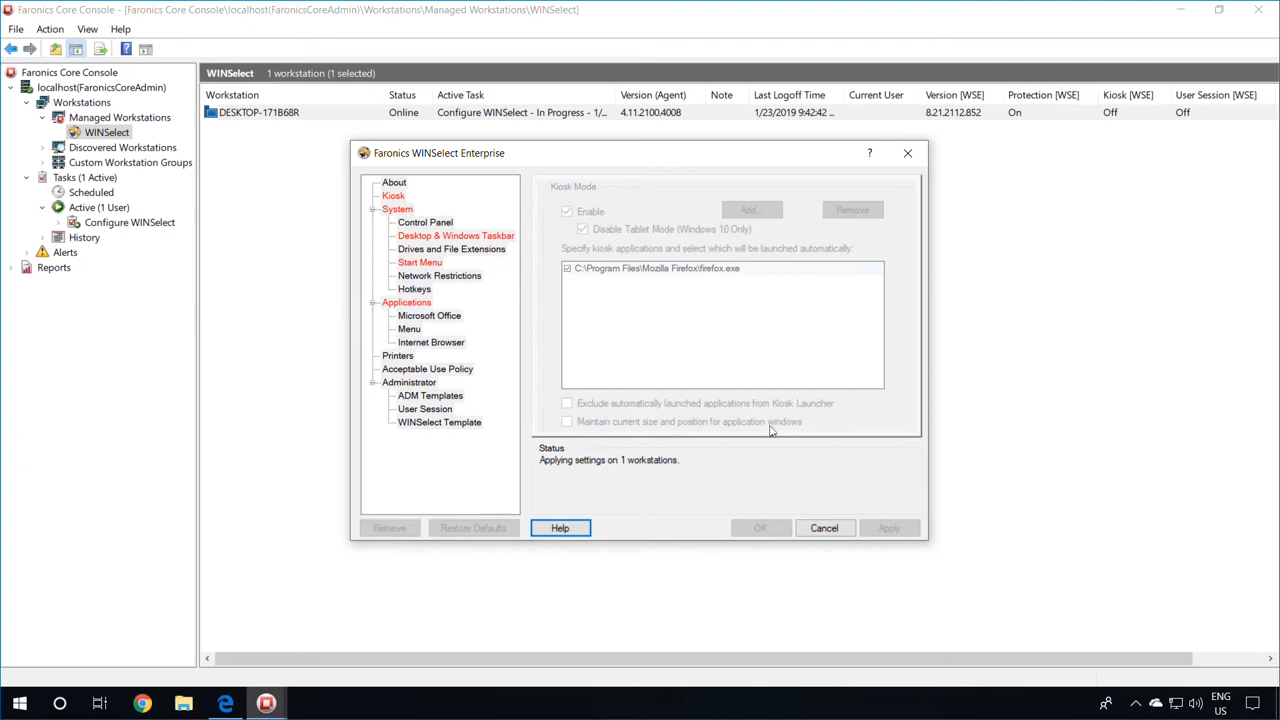 Faronics Core Console - [Faronics Core Console\localhost(FaronicsCoreAdmin)\Workstations\Managed Workstations\WINSelect]
File Action View Help
Faronics Core Console
localhost(FaronicsCoreAdmin)
Workstations
Managed Workstations
WINSelect
Discovered Workstations
Custom Workstation Groups
Tasks (1 Active)
Scheduled
Active (1 User)
Configure WINSelect
History
Alerts
Reports
WINSelect 1 workstation (1 selected)
Workstation Status Active Task Version (Agent) Note Last Logoff Time Current User Version [WSE] Protection [WSE] Kiosk [WSE] User Session [WSE]
DESKTOP-171B68R Online Configure WINSelect - In Progress - 1/... 4.11.2100.4008 1/23/2019 9:42:42 ... 8.21.2112.852 On Off Off
Faronics WINSelect Enterprise
?
About
Kiosk
System
Control Panel
Desktop & Windows Taskbar
Drives and File Extensions
Start Menu
Network Restrictions
Hotkeys
Applications
Microsoft Office
Menu
Internet Browser
Printers
Acceptable Use Policy
Administrator
ADM Templates
User Session
WINSelect Template
Kiosk Mode
Enable Add... Remove
Disable Tablet Mode (Windows 10 Only)
Specify kiosk applications and select which will be launched automatically:
C:\Program Files\Mozilla Firefox\firefox.exe
Exclude automatically launched applications from Kiosk Launcher
Maintain current size and position for application windows
Status
Applying settings on 1 workstations.
Retrieve Restore Defaults Help OK Cancel Apply
ENG
US